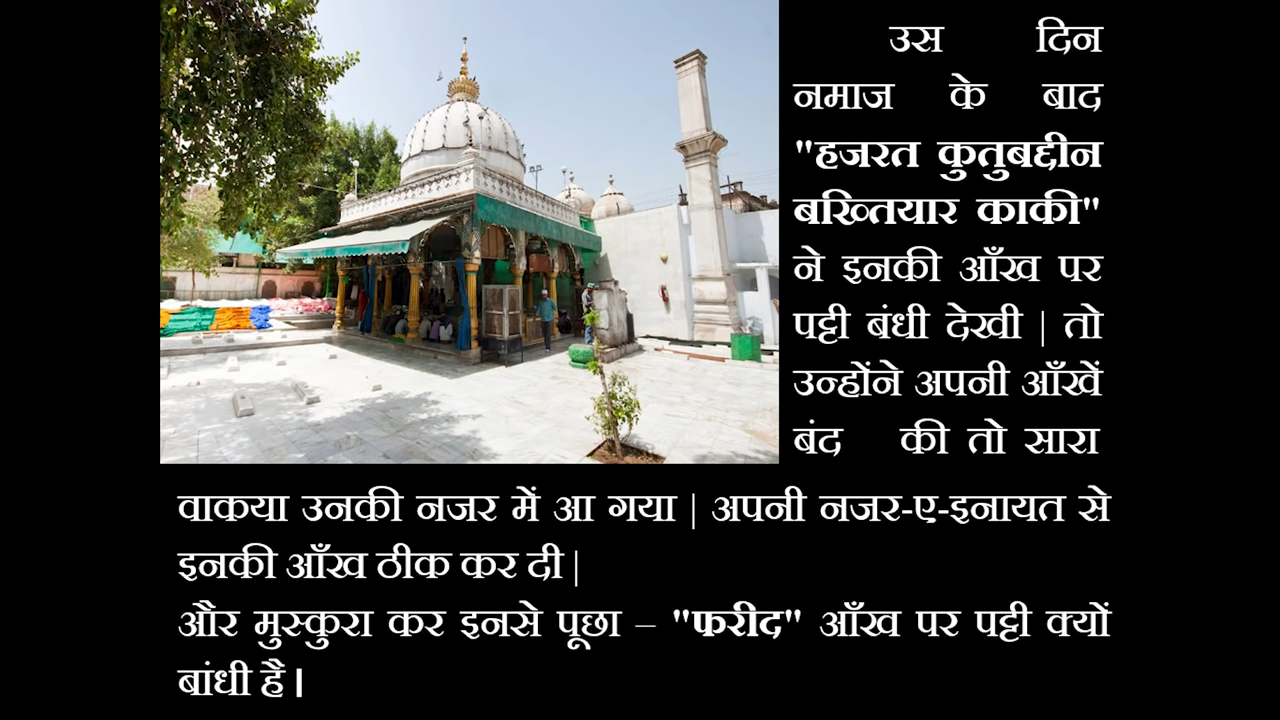 उस दिन
नमाज के बाद
"हजरत कुतुबद्दीन
बख्तियार काकी"
ने इनकी आँख पर
पट्टी बंधी देखी | तो
उन्होंने अपनी आँखें
बंद की तो सारा
वाकया उनकी नजर में आ गया | अपनी नजर-ए-इनायत से
इनकी आँख ठीक कर दी |
और मुस्कुरा कर इनसे पूछा – "फरीद" आँख पर पट्टी क्यों
बांधी है।